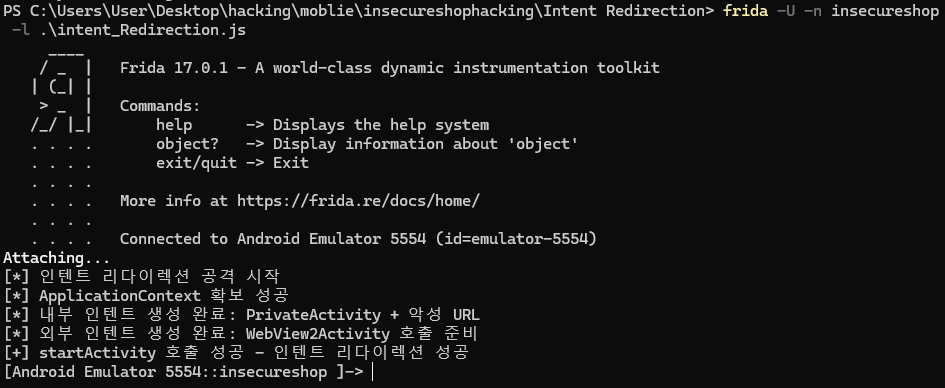 PS C:\Users\User\Desktop\hacking\moblie\insecureshophacking\Intent Redirection> frida -U -n insecureshop
 -l .\intent_Redirection.js
     ____
    / _  |   Frida 17.0.1 - A world-class dynamic instrumentation toolkit
   | (_| |
    > _  |   Commands:
   /_/ |_|       help      -> Displays the help system
   . . . .       object?   -> Display information about 'object'
   . . . .       exit/quit -> Exit
   . . . .
   . . . .   More info at https://frida.re/docs/home/
   . . . .
   . . . .   Connected to Android Emulator 5554 (id=emulator-5554)
Attaching...
[*] 인텐트 리다이렉션 공격 시작
[*] ApplicationContext 확보 성공
[*] 내부 인텐트 생성 완료: PrivateActivity + 악성 URL
[*] 외부 인텐트 생성 완료: WebView2Activity 호출 준비
[+] startActivity 호출 성공 - 인텐트 리다이렉션 성공
[Android Emulator 5554::insecureshop ]->